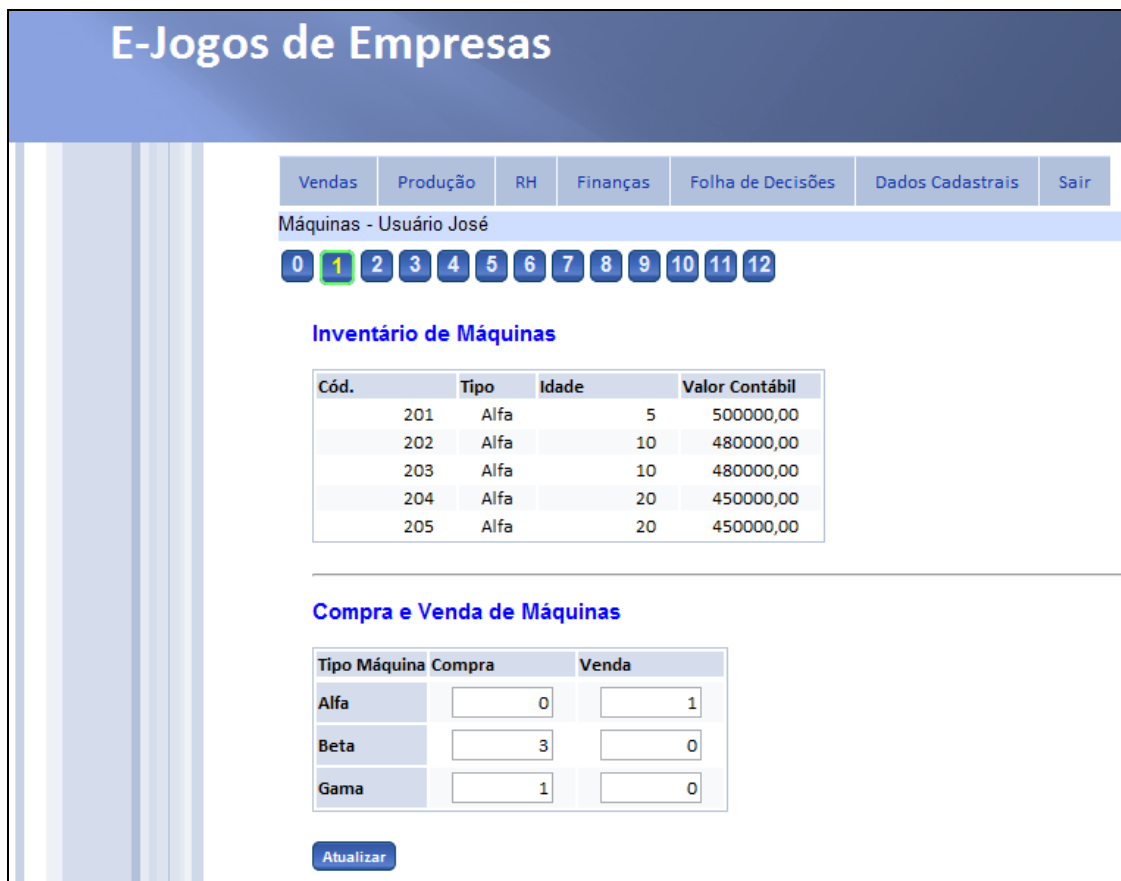 E-Jogos de Empresas
Vendas Produção RH Finanças Folha de Decisões Dados Cadastrais Sair
Máquinas - Usuário José
0 1 2 3 4 5 6 7 8 9 10 11 12
Inventário de Máquinas
Cód. Tipo Idade Valor Contábil
201 Alfa 5 500000,00
202 Alfa 10 480000,00
203 Alfa 10 480000,00
204 Alfa 20 450000,00
205 Alfa 20 450000,00
Compra e Venda de Máquinas
Tipo Máquina Compra Venda
Alfa 0 1
Beta 3 0
Gama 1 0
Atualizar